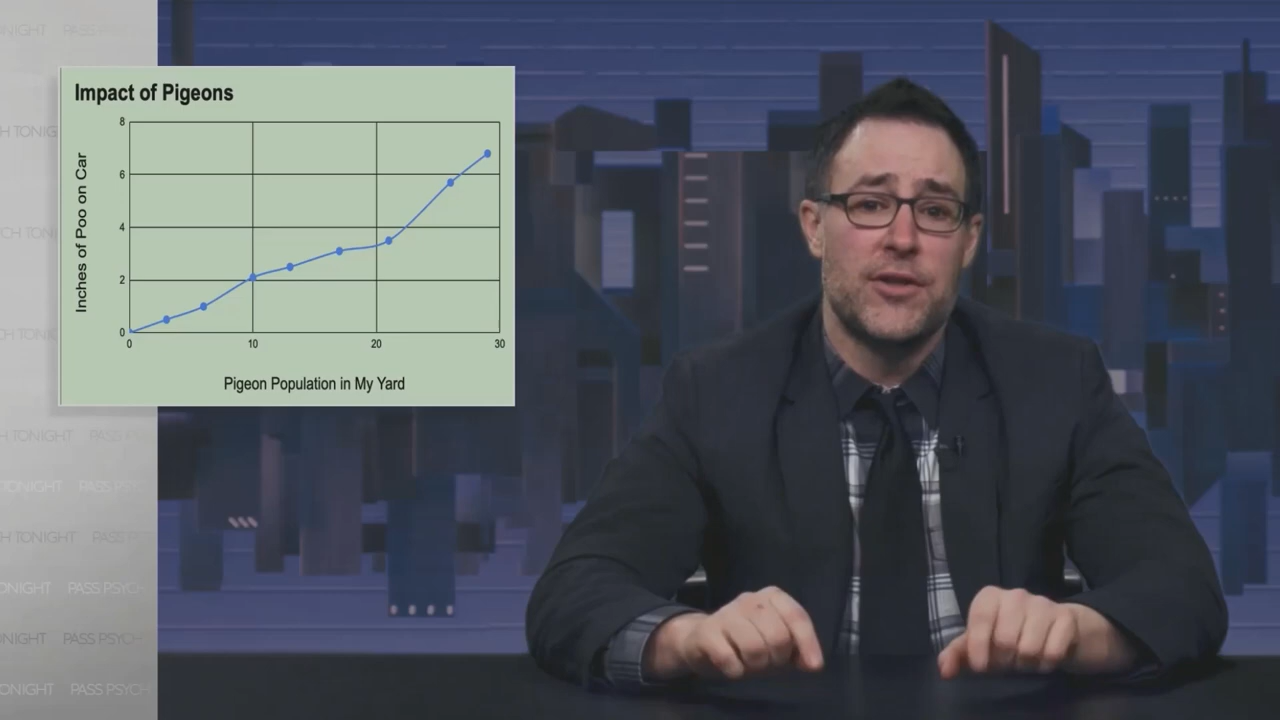 Impact of Pigeons
Inches of Poo on Car
8
6
4
2
0
0 10 20 30
Pigeon Population in My Yard
H TONIGHT
PASS PSYCH
TONIGHT PASS PSYCH